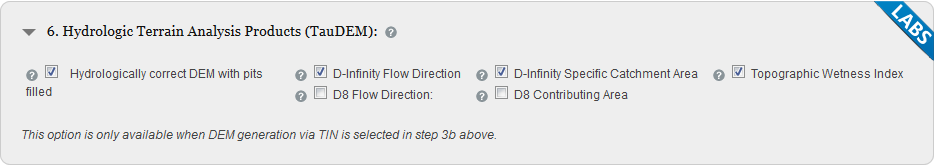 6. Hydrologic Terrain Analysis Products (TauDEM): ?
LABS
? Hydrologically correct DEM with pits filled
? D-Infinity Flow Direction
? D-Infinity Specific Catchment Area
? Topographic Wetness Index
? D8 Flow Direction:
? D8 Contributing Area
This option is only available when DEM generation via TIN is selected in step 3b above.